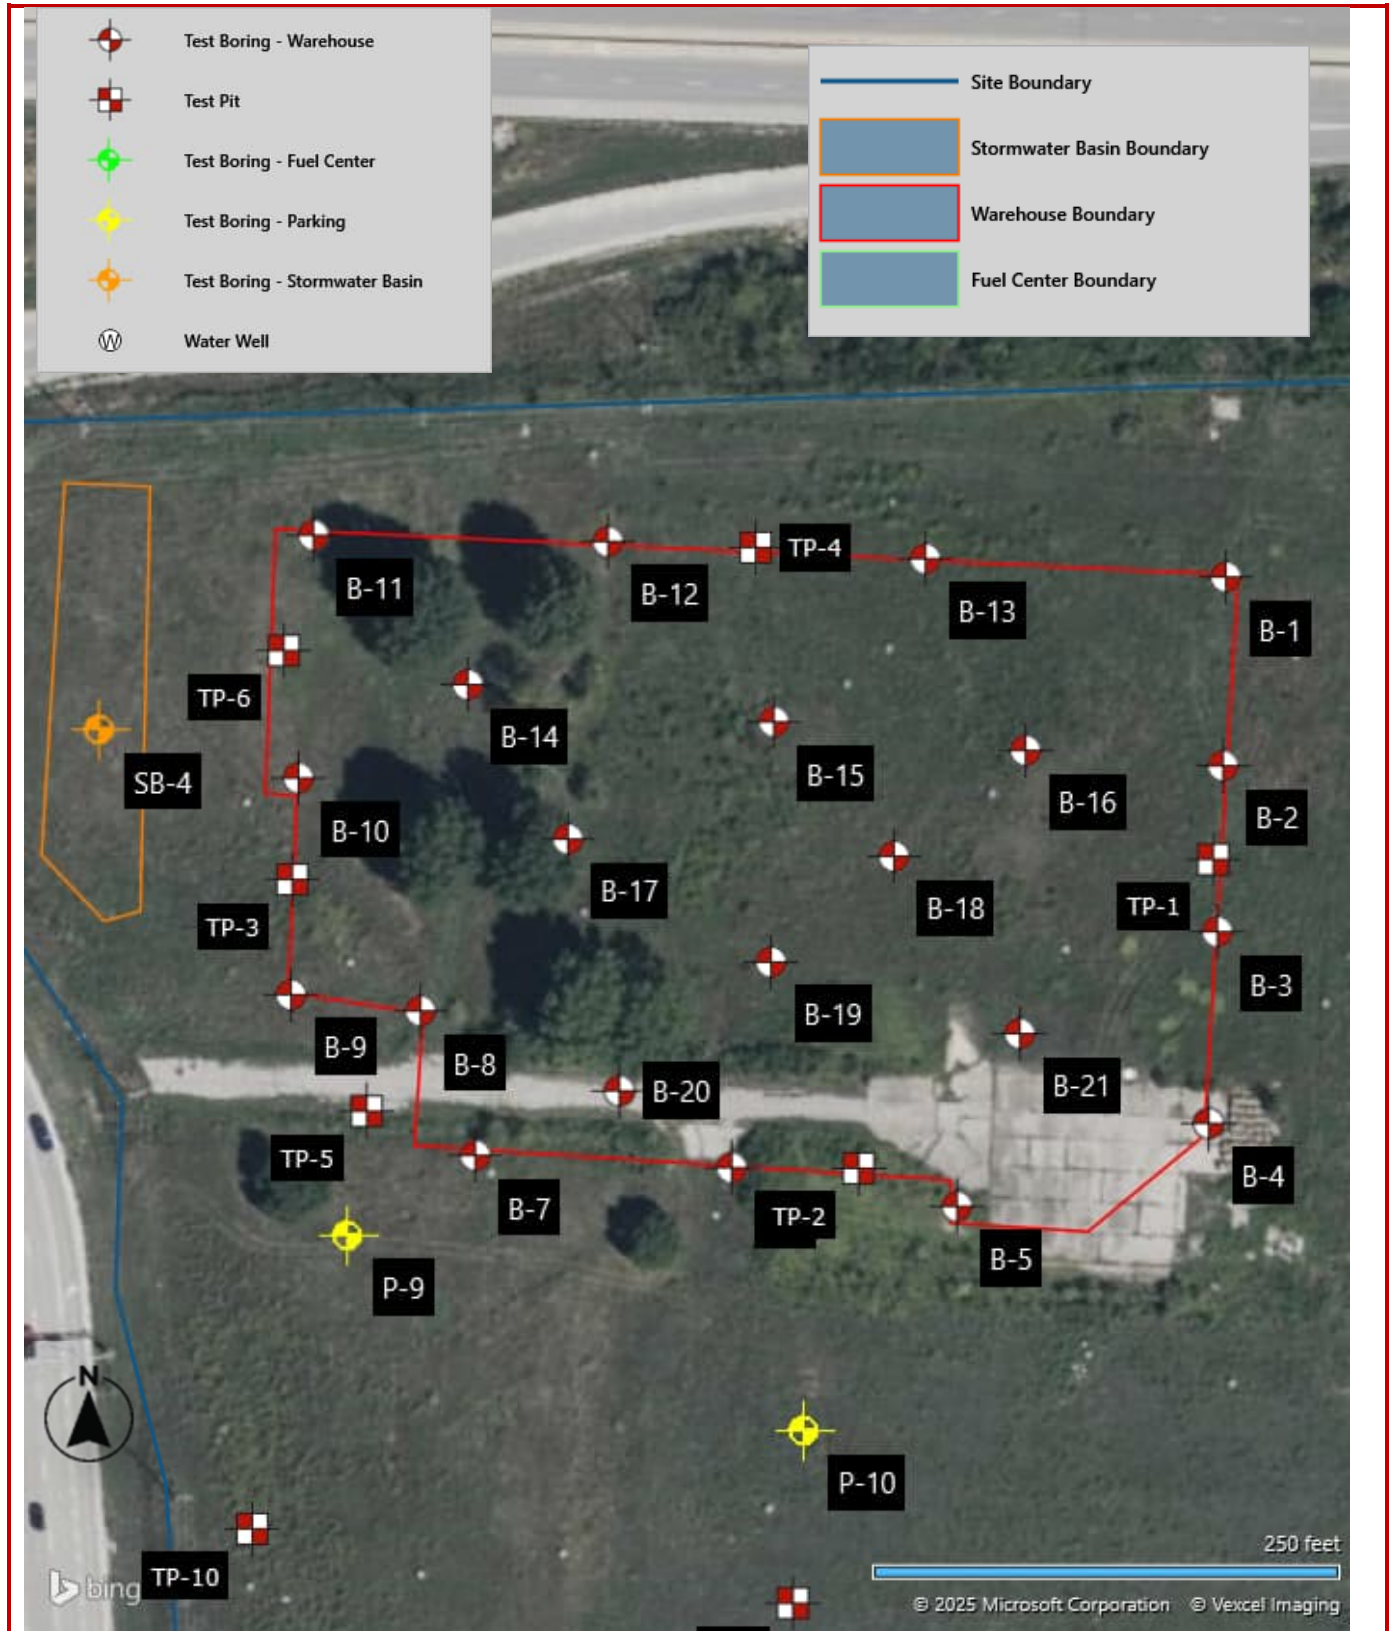 Test Boring - Warehouse
Test Pit
Test Boring - Fuel Center
Test Boring - Parking
Test Boring - Stormwater Basin
W
Water Well
Site Boundary
Stormwater Basin Boundary
Warehouse Boundary
Fuel Center Boundary
B-11
B-12
TP-4
B-13
B-1
TP-6
B-14
SB-4
B-15
B-16
B-2
B-10
B-17
B-18
TP-1
TP-3
B-19
B-3
B-9
B-8
B-20
B-21
TP-5
B-4
B-7
TP-2
B-5
P-9
N
P-10
TP-10
250 feet
bing
© 2025 Microsoft Corporation © Vexcel Imaging